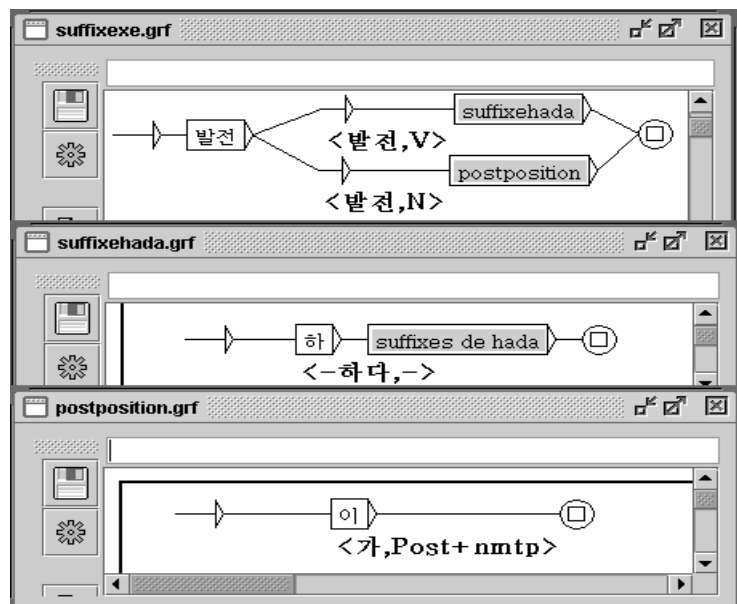 suffixexe.grf
suffixehada
발전
<발전,V>
postposition
<발전,N>
suffixehada.grf
하 suffixes de hada
<-하다,->
postposition.grf
이
<가,Post+nmtp>